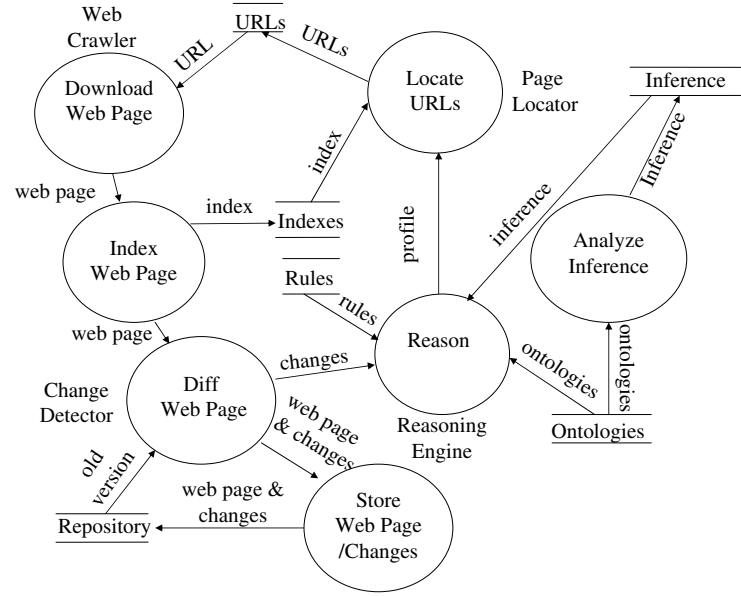 Web
Crawler
URLs
URL
URLs
Download
Web Page
Locate
URLs
Page
Locator
Inference
Inference
inference
web page
index
index
Indexes
profile
Index
Web Page
Analyze
Inference
Rules
rules
web page
Reason
Reasoning
Engine
ontologies
ontologies
Ontologies
changes
Change
Detector
Diff
Web Page
web page
& changes
old
version
web page &
changes
Repository
Store
Web Page
/Changes